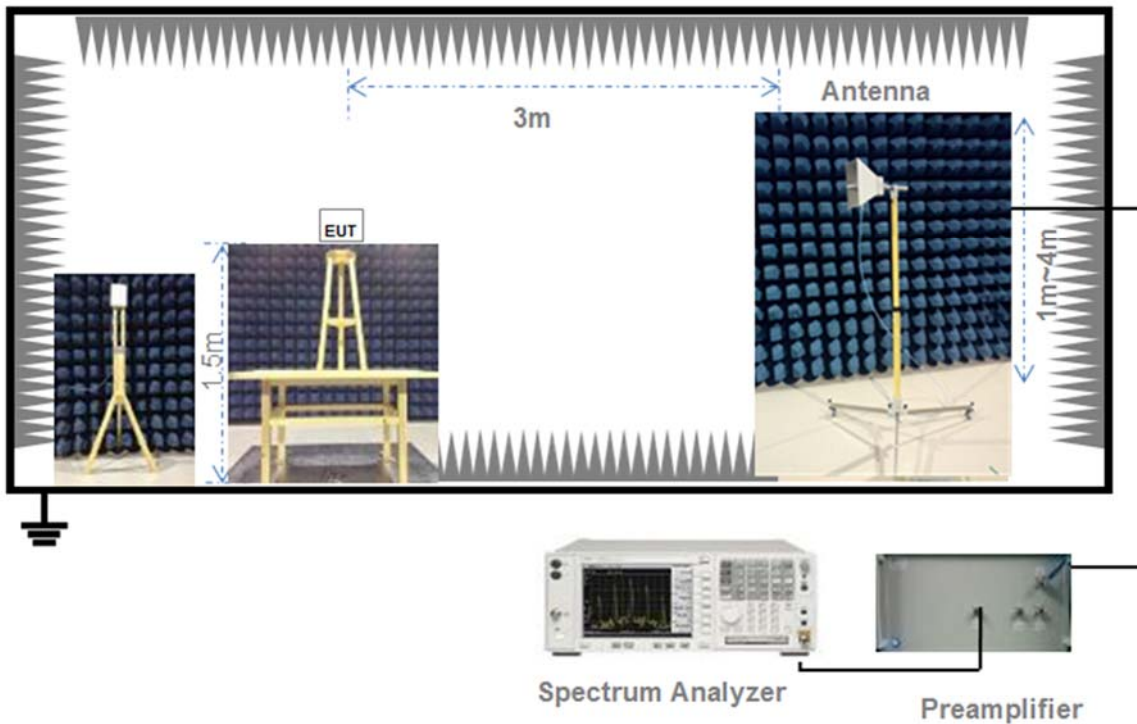 Antenna
3m
EUT
1.5m
1m~4m
Spectrum Analyzer
Preamplifier